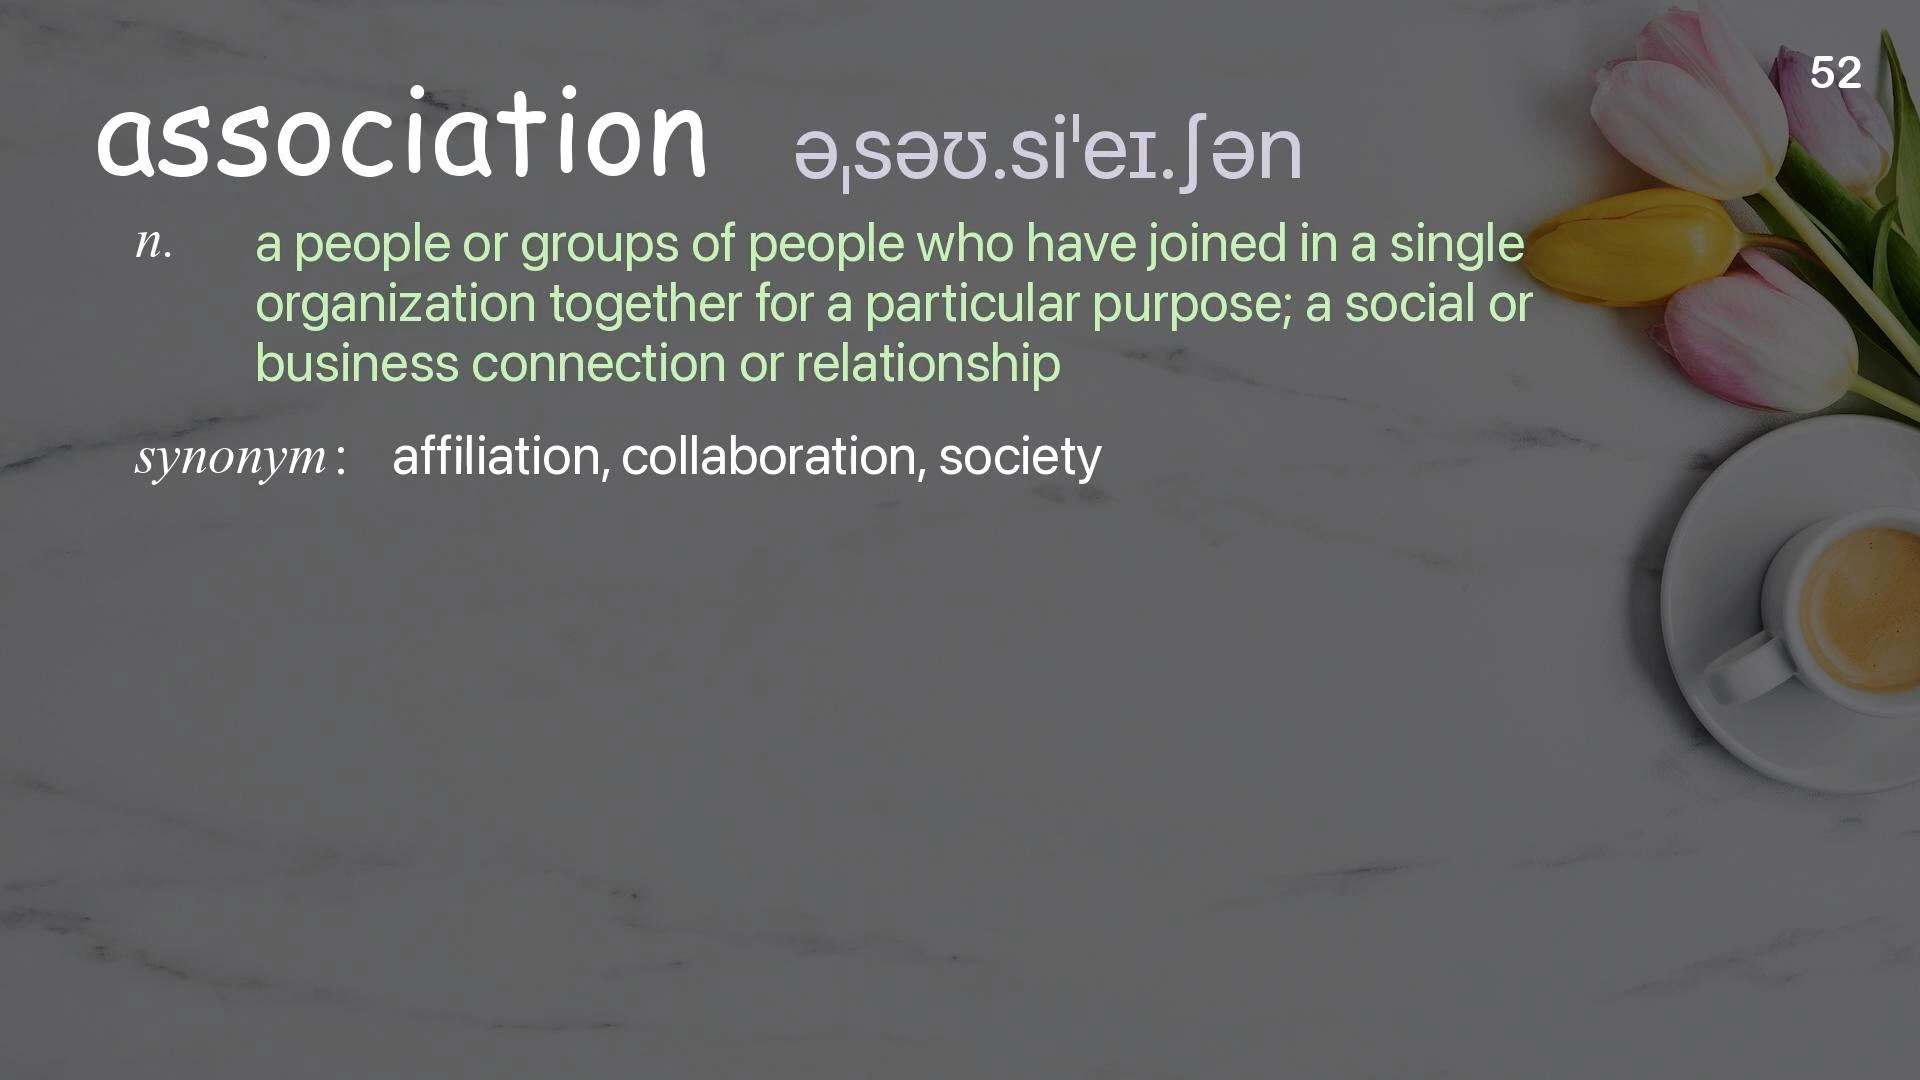 52
association əˌsəʊ.siˈeɪ.ʃən
n. a people or groups of people who have joined in a single
organization together for a particular purpose; a social or
business connection or relationship
synonym : affiliation, collaboration, society